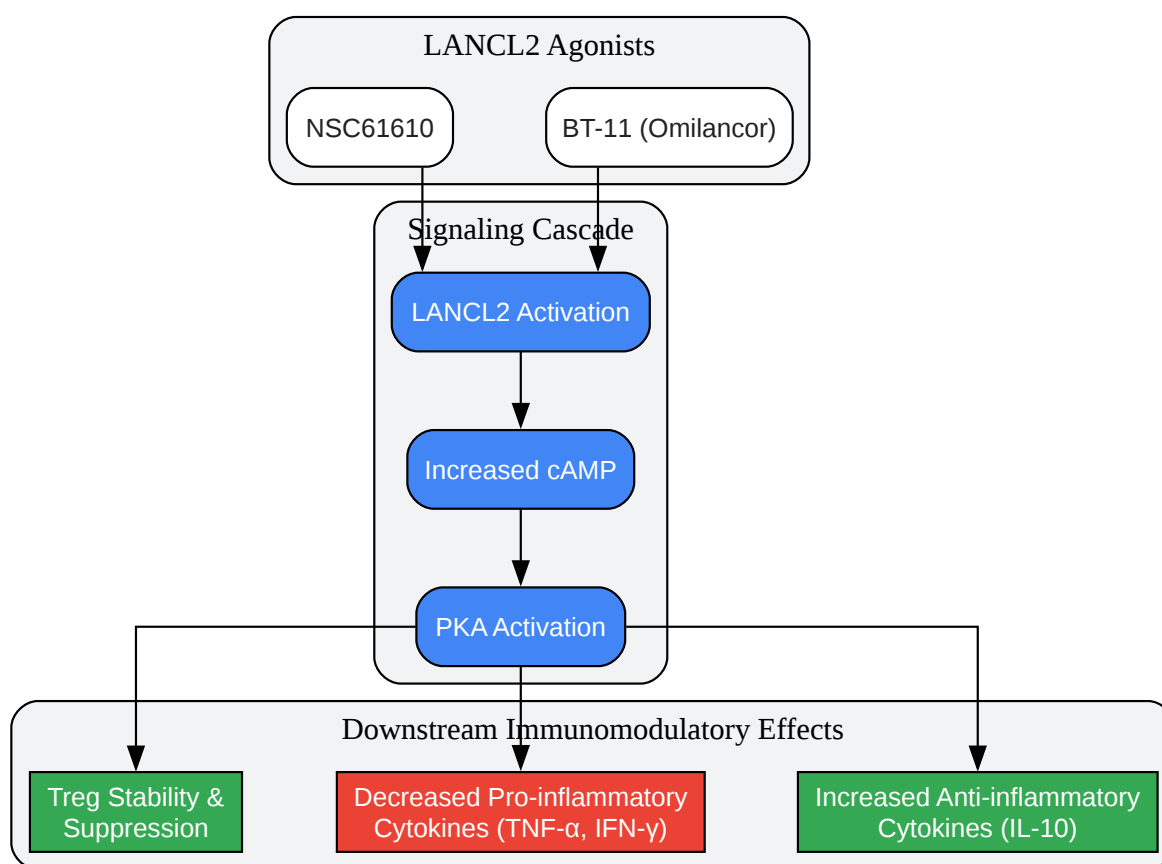 LANCL2 Agonists
NSC61610
BT-11 (Omilancor)
Signaling Cascade
LANCL2 Activation
Increased cAMP
PKA Activation
Downstream Immunomodulatory Effects
Treg Stability &
Suppression
Decreased Pro-inflammatory
Cytokines (TNF-α, IFN-γ)
Increased Anti-inflammatory
Cytokines (IL-10)